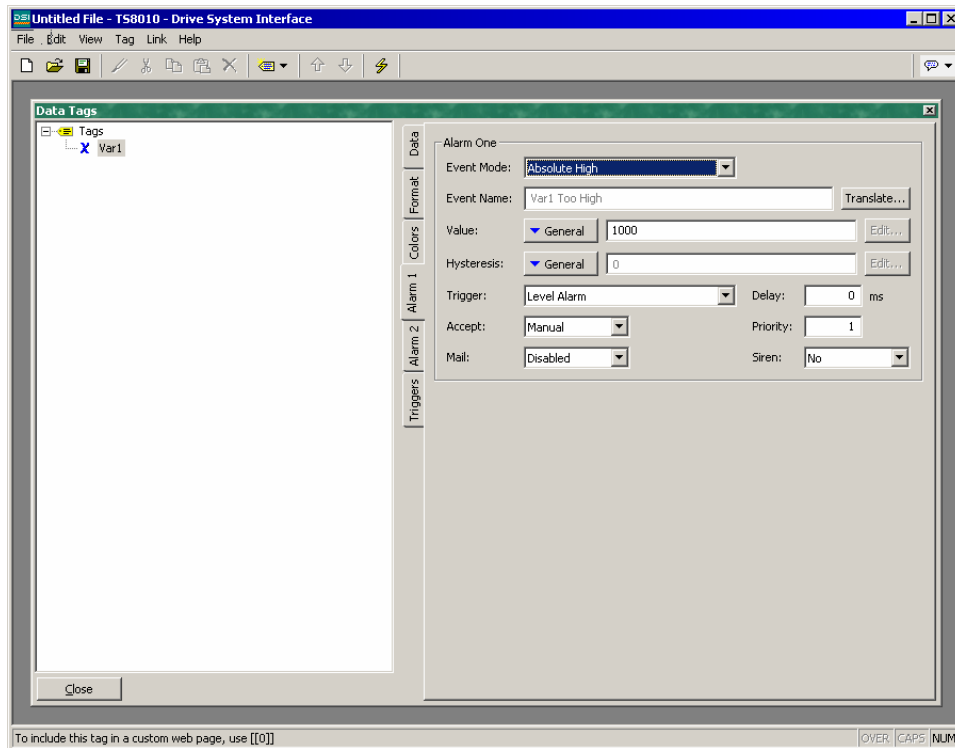 DSI Untitled File - TS8010 - Drive System Interface
File Edit View Tag Link Help
Data Tags
Tags
Var1
Data
Format
Colors
Alarm 1
Alarm 2
Triggers
Alarm One
Event Mode: Absolute High
Event Name: Var1 Too High Translate...
Value: General 1000 Edit...
Hysteresis: General 0 Edit...
Trigger: Level Alarm Delay: 0 ms
Accept: Manual Priority: 1
Mail: Disabled Siren: No
Close
To include this tag in a custom web page, use [[0]] OVER CAPS NUM